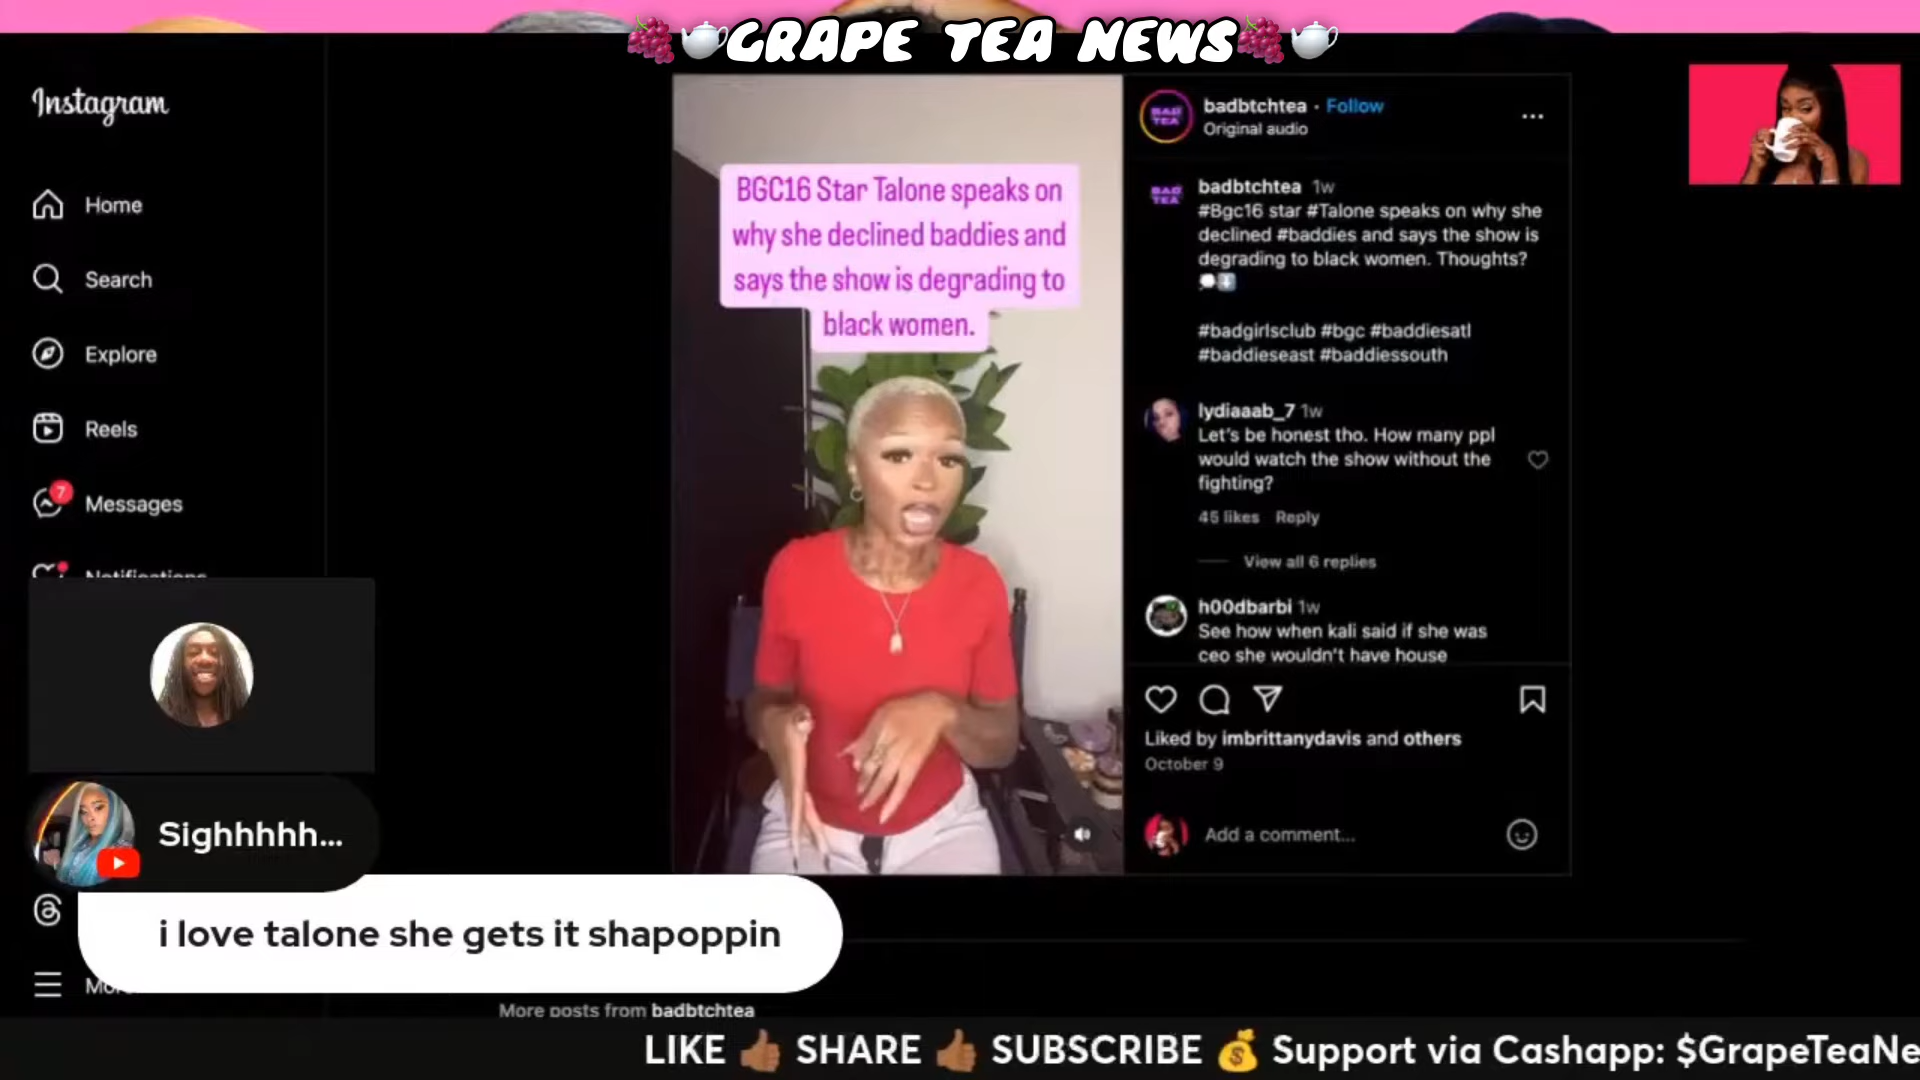 GRAPE TEA NEWS
Instagram
Home
Search
Explore
Reels
7
Messages
Notifications
BGC16 Star Talone speaks on
why she declined baddies and
says the show is degrading to
black women.
BAD
TEA
badbtchtea • Follow
Original audio
BAD
TEA
badbtchtea 1w
#Bgc16 star #Talone speaks on why she
declined #baddies and says the show is
degrading to black women. Thoughts?
#badgirlsclub #bgc #baddiesatl
#baddieseast #baddiessouth
lydiaaab_7 1w
Let's be honest tho. How many ppl
would watch the show without the
fighting?
45 likes Reply
View all 6 replies
h00dbarbi 1w
See how when kali said if she was
ceo she wouldn't have house
Liked by imbrittanydavis and others
October 9
Add a comment...
Sighhhhh...
i love talone she gets it shapoppin
More
More posts from badbtchtea
LIKE 👍🏾 SHARE 👍🏾 SUBSCRIBE 💰 Support via Cashapp: $GrapeTeaNe